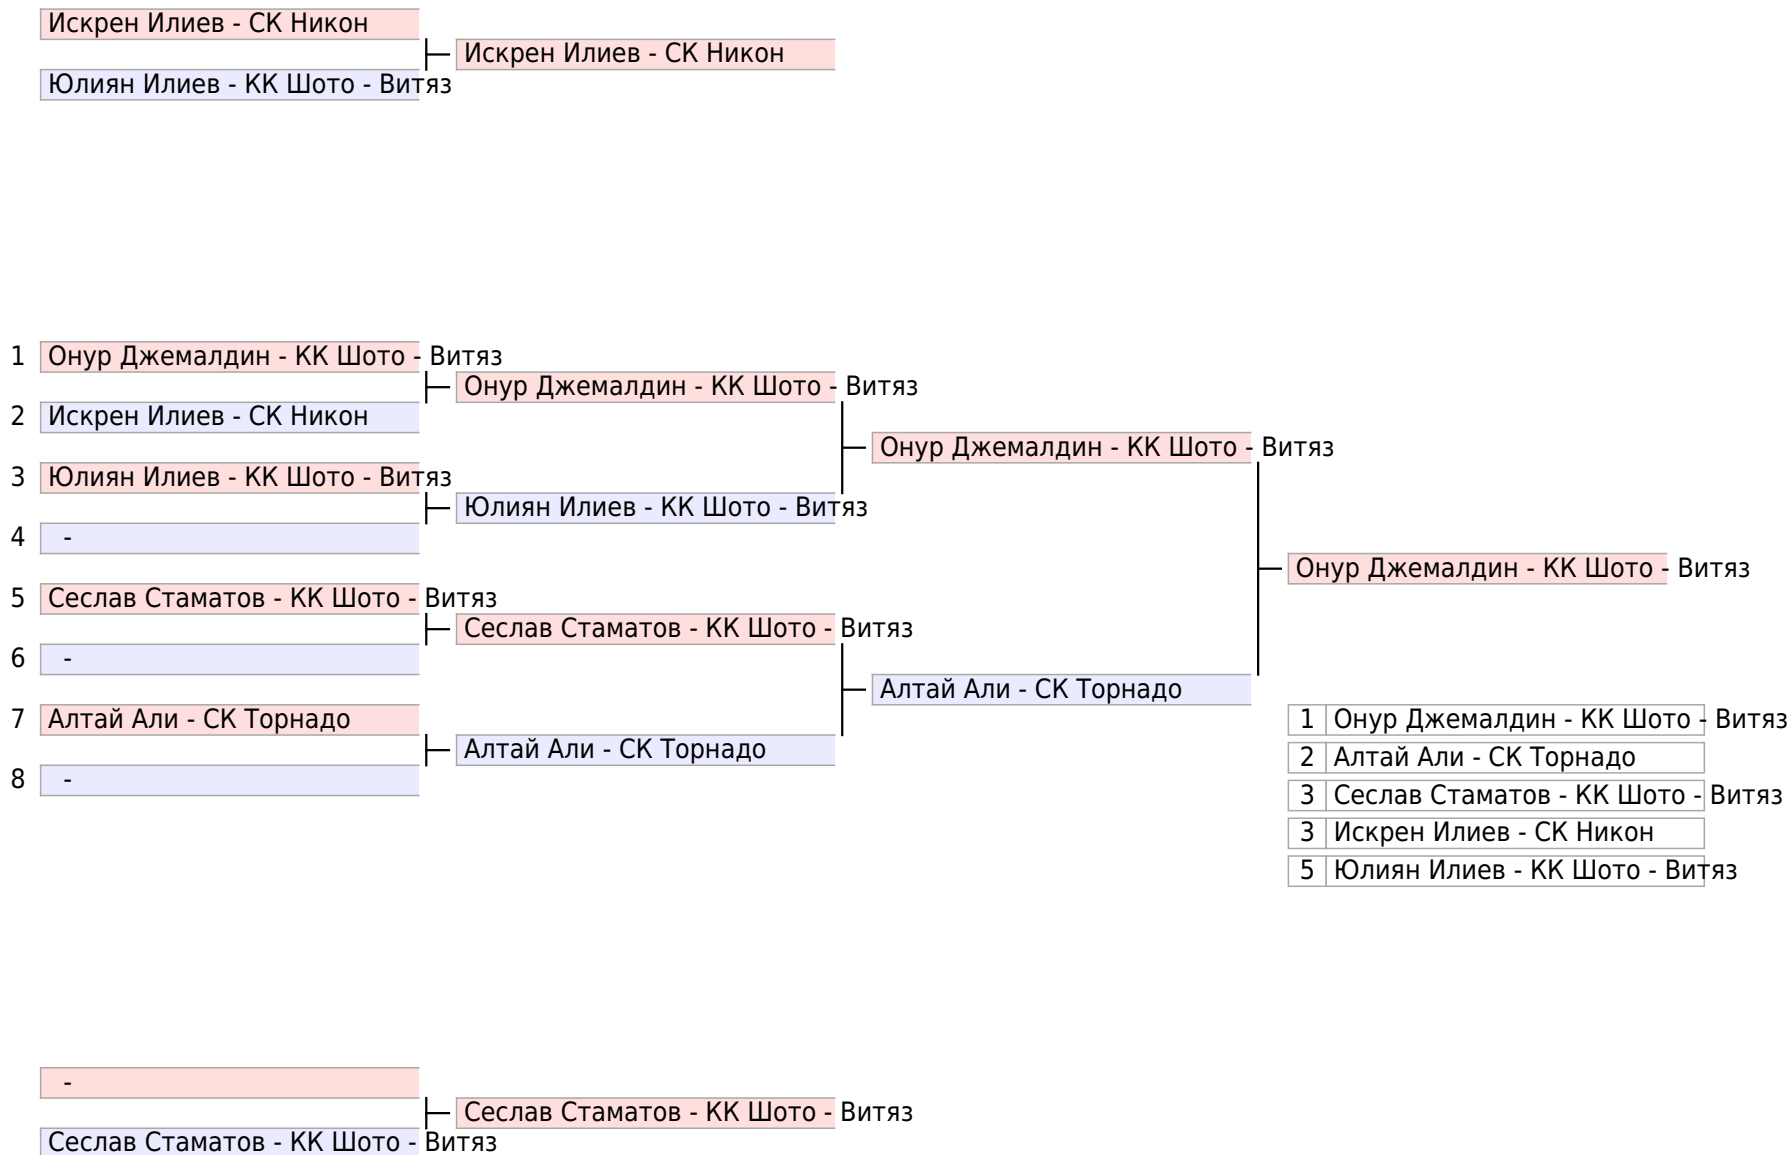 Искрен Илиев - СК Никон
Искрен Илиев - СК Никон
Юлиян Илиев - КК Шото - Витяз
1 Онур Джемалдин - КК Шото - Витяз
Онур Джемалдин - КК Шото - Витяз
2 Искрен Илиев - СК Никон
Онур Джемалдин - КК Шото - Витяз
3 Юлиян Илиев - КК Шото - Витяз
Юлиян Илиев - КК Шото - Витяз
4 -
Онур Джемалдин - КК Шото - Витяз
5 Сеслав Стаматов - КК Шото - Витяз
Сеслав Стаматов - КК Шото - Витяз
6 -
Алтай Али - СК Торнадо
7 Алтай Али - СК Торнадо
1 Онур Джемалдин - КК Шото - Витяз
Алтай Али - СК Торнадо
2 Алтай Али - СК Торнадо
8 -
3 Сеслав Стаматов - КК Шото - Витяз
3 Искрен Илиев - СК Никон
5 Юлиян Илиев - КК Шото - Витяз
-
Сеслав Стаматов - КК Шото - Витяз
Сеслав Стаматов - КК Шото - Витяз